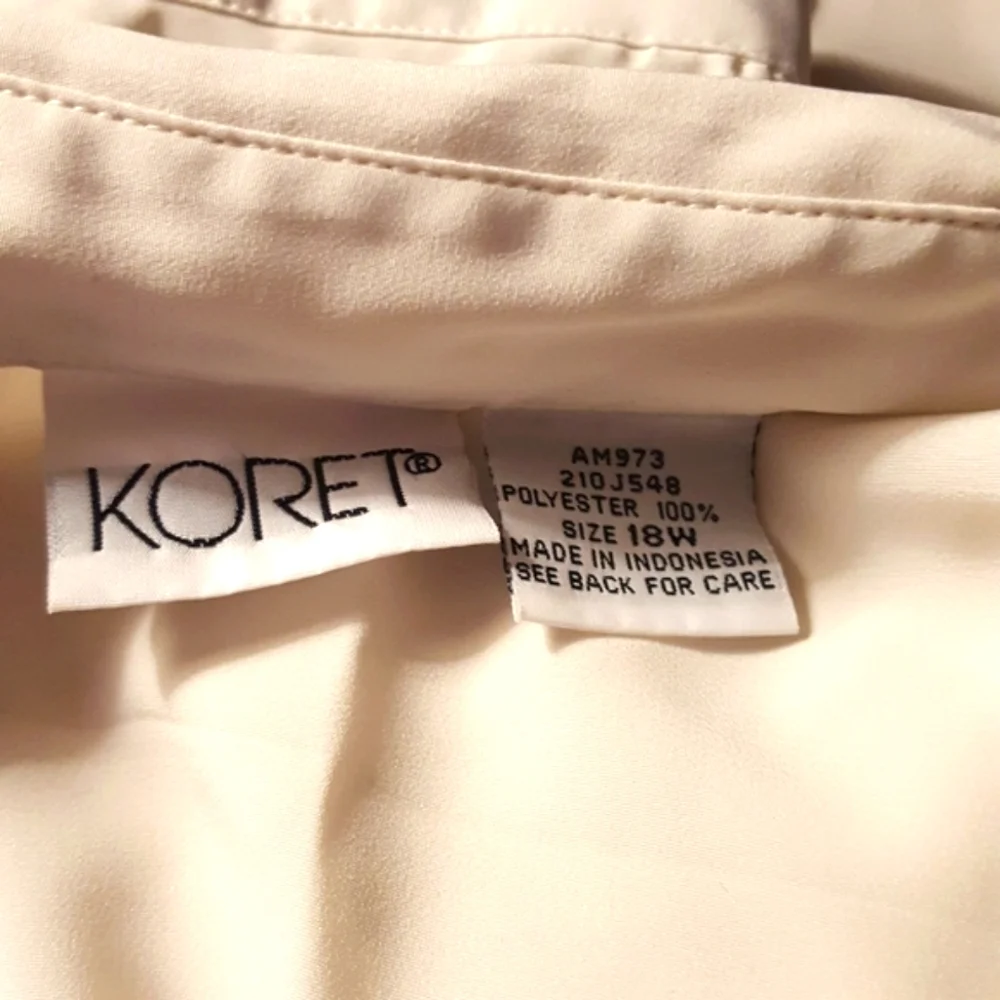 KORET®
AM973
210J548
POLYESTER 100%
SIZE 18W
MADE IN INDONESIA
SEE BACK FOR CARE